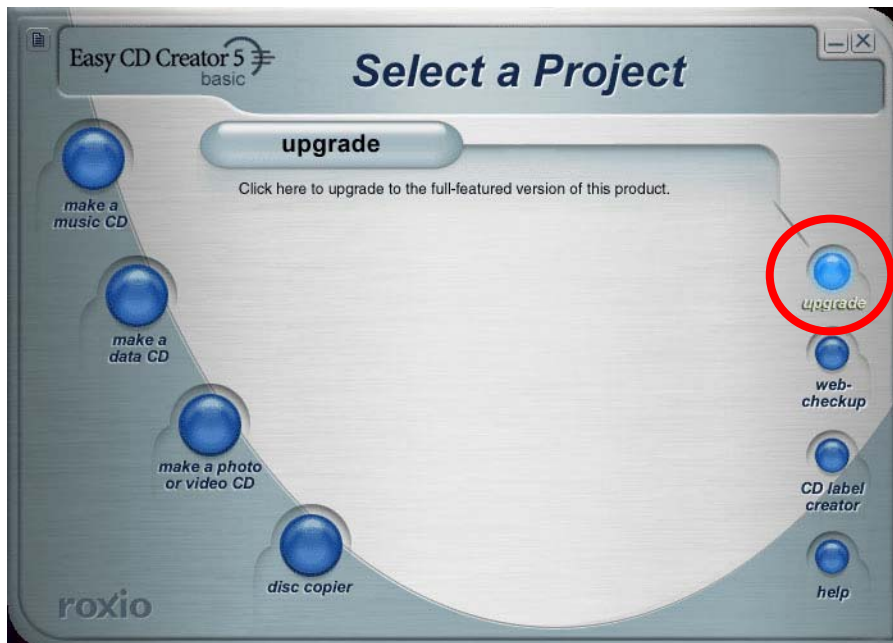 Easy CD Creator 5
basic
Select a Project
upgrade
Click here to upgrade to the full-featured version of this product.
make a
music CD
make a
data CD
make a photo
or video CD
disc copier
upgrade
web-
checkup
CD label
creator
help
roxio